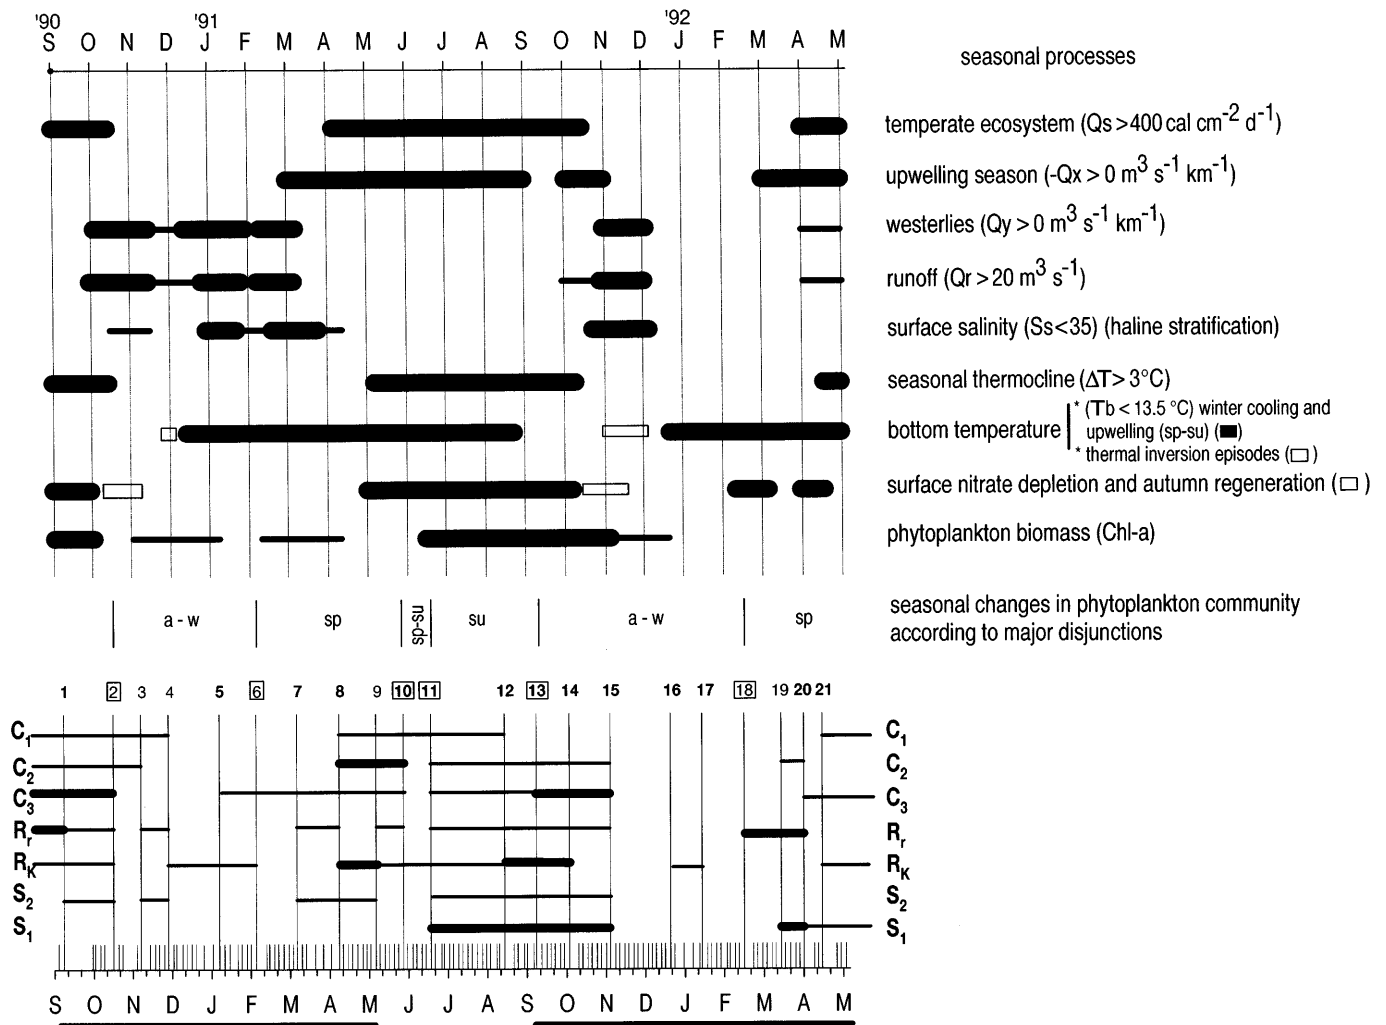 '90 '91 '92
S O N D J F M A M J J A S O N D J F M A M
seasonal processes
temperate ecosystem (Qs > 400 cal cm-2 d-1)
upwelling season (-Qx > 0 m3 s-1 km-1)
westerlies (Qy > 0 m3 s-1 km-1)
runoff (Qr > 20 m3 s-1)
surface salinity (Ss<35) (haline stratification)
seasonal thermocline (ΔT> 3°C)
bottom temperature
* (Tb < 13.5 °C) winter cooling and
upwelling (sp-su) (■)
* thermal inversion episodes (□)
surface nitrate depletion and autumn regeneration (□)
phytoplankton biomass (Chl-a)
a - w sp sp-su su a - w sp
seasonal changes in phytoplankton community
according to major disjunctions
1 2 3 4 5 6 7 8 9 10 11 12 13 14 15 16 17 18 19 20 21
C1 C1
C2 C2
C3 C3
Rr Rr
RK RK
S2 S2
S1 S1
S O N D J F M A M J J A S O N D J F M A M